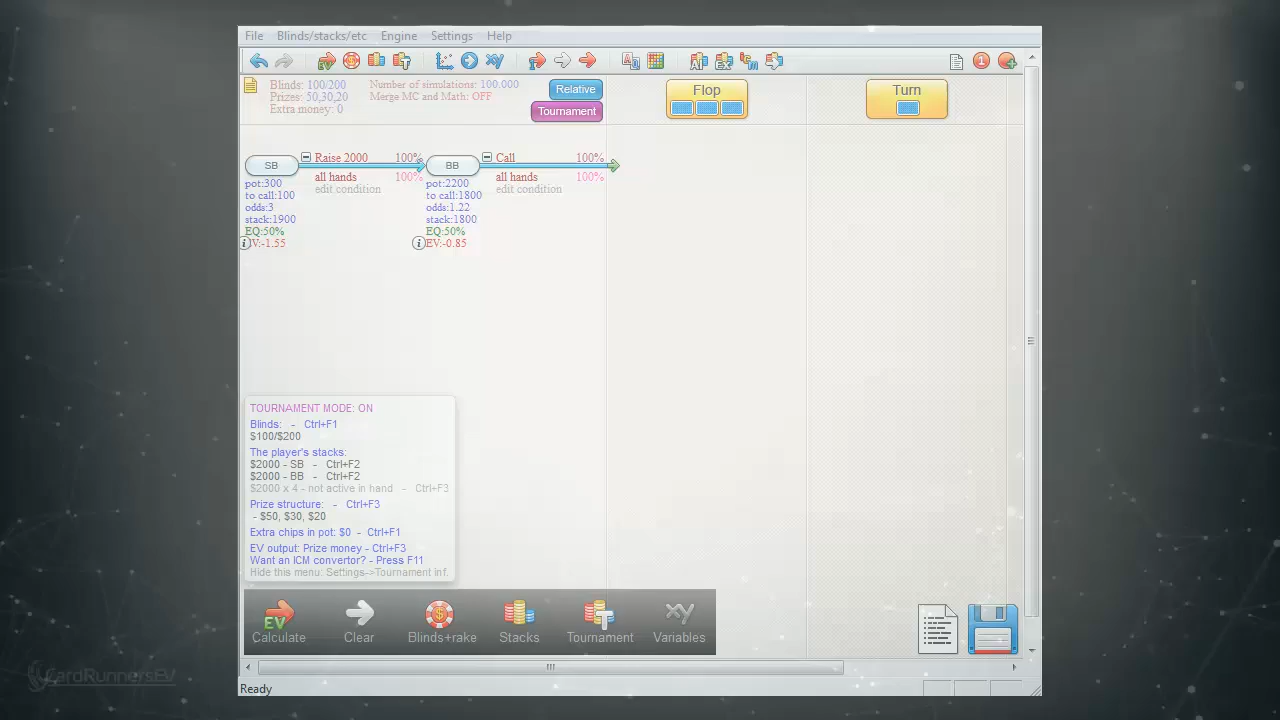 File Blinds/stacks/etc Engine Settings Help
Blinds: 100/200
Prizes: 50,30,20
Extra money: 0
Number of simulations: 100.000
Merge MC and Math: OFF
Relative
Tournament
Flop
Turn
SB
Raise 2000 100%
all hands 100%
edit condition
pot:300
to call:100
odds:3
stack:1900
EQ:50%
V:-1.55
BB
Call 100%
all hands 100%
edit condition
pot:2200
to call:1800
odds:1.22
stack:1800
EQ:50%
EV:-0.85
TOURNAMENT MODE: ON
Blinds: - Ctrl+F1
$100/$200
The player's stacks:
$2000 - SB - Ctrl+F2
$2000 - BB - Ctrl+F2
$2000 x 4 - not active in hand - Ctrl+F3
Prize structure: - Ctrl+F3
- $50, $30, $20
Extra chips in pot: $0 - Ctrl+F1
EV output: Prize money - Ctrl+F3
Want an ICM convertor? - Press F11
Hide this menu: Settings-->Tournament inf.
EV
Calculate Clear Blinds+rake Stacks Tournament Variables
CardRunnersEV
Ready